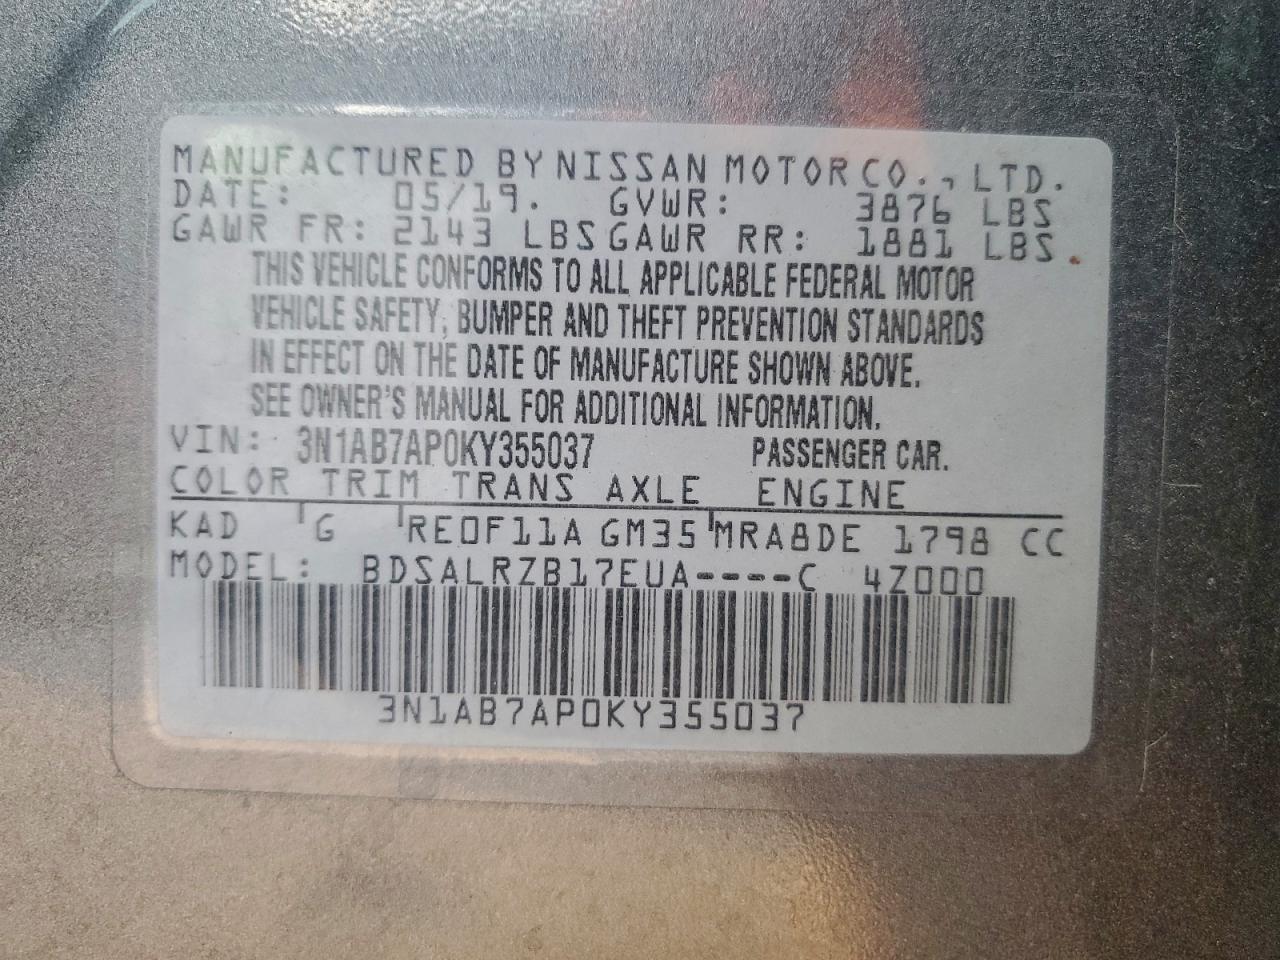 MANUFACTURED BY NISSAN MOTOR CO., LTD.
DATE: 05/19. GVWR: 3876 LBS
GAWR FR: 2143 LBS GAWR RR: 1881 LBS.
THIS VEHICLE CONFORMS TO ALL APPLICABLE FEDERAL MOTOR
VEHICLE SAFETY, BUMPER AND THEFT PREVENTION STANDARDS
IN EFFECT ON THE DATE OF MANUFACTURE SHOWN ABOVE.
SEE OWNER'S MANUAL FOR ADDITIONAL INFORMATION.
VIN: 3N1AB7AP0KY355037 PASSENGER CAR.
COLOR TRIM TRANS AXLE ENGINE
KAD G RE0F11A GM35 MRA8DE 1798 CC
MODEL: BDSALRZB17EUA----C 4Z000
3N1AB7AP0KY355037